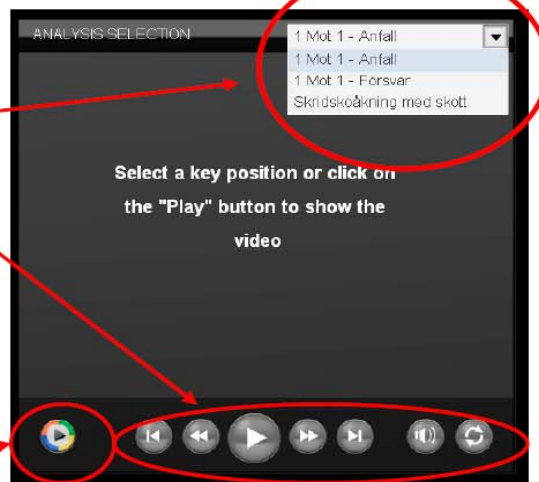 ANALYSIS SELECTION
1 Mot 1 - Anfall
1 Mot 1 - Anfall
1 Mot 1 - Försvar
Skridskoåkning med skott
Select a key position or click on
the "Play" button to show the
video